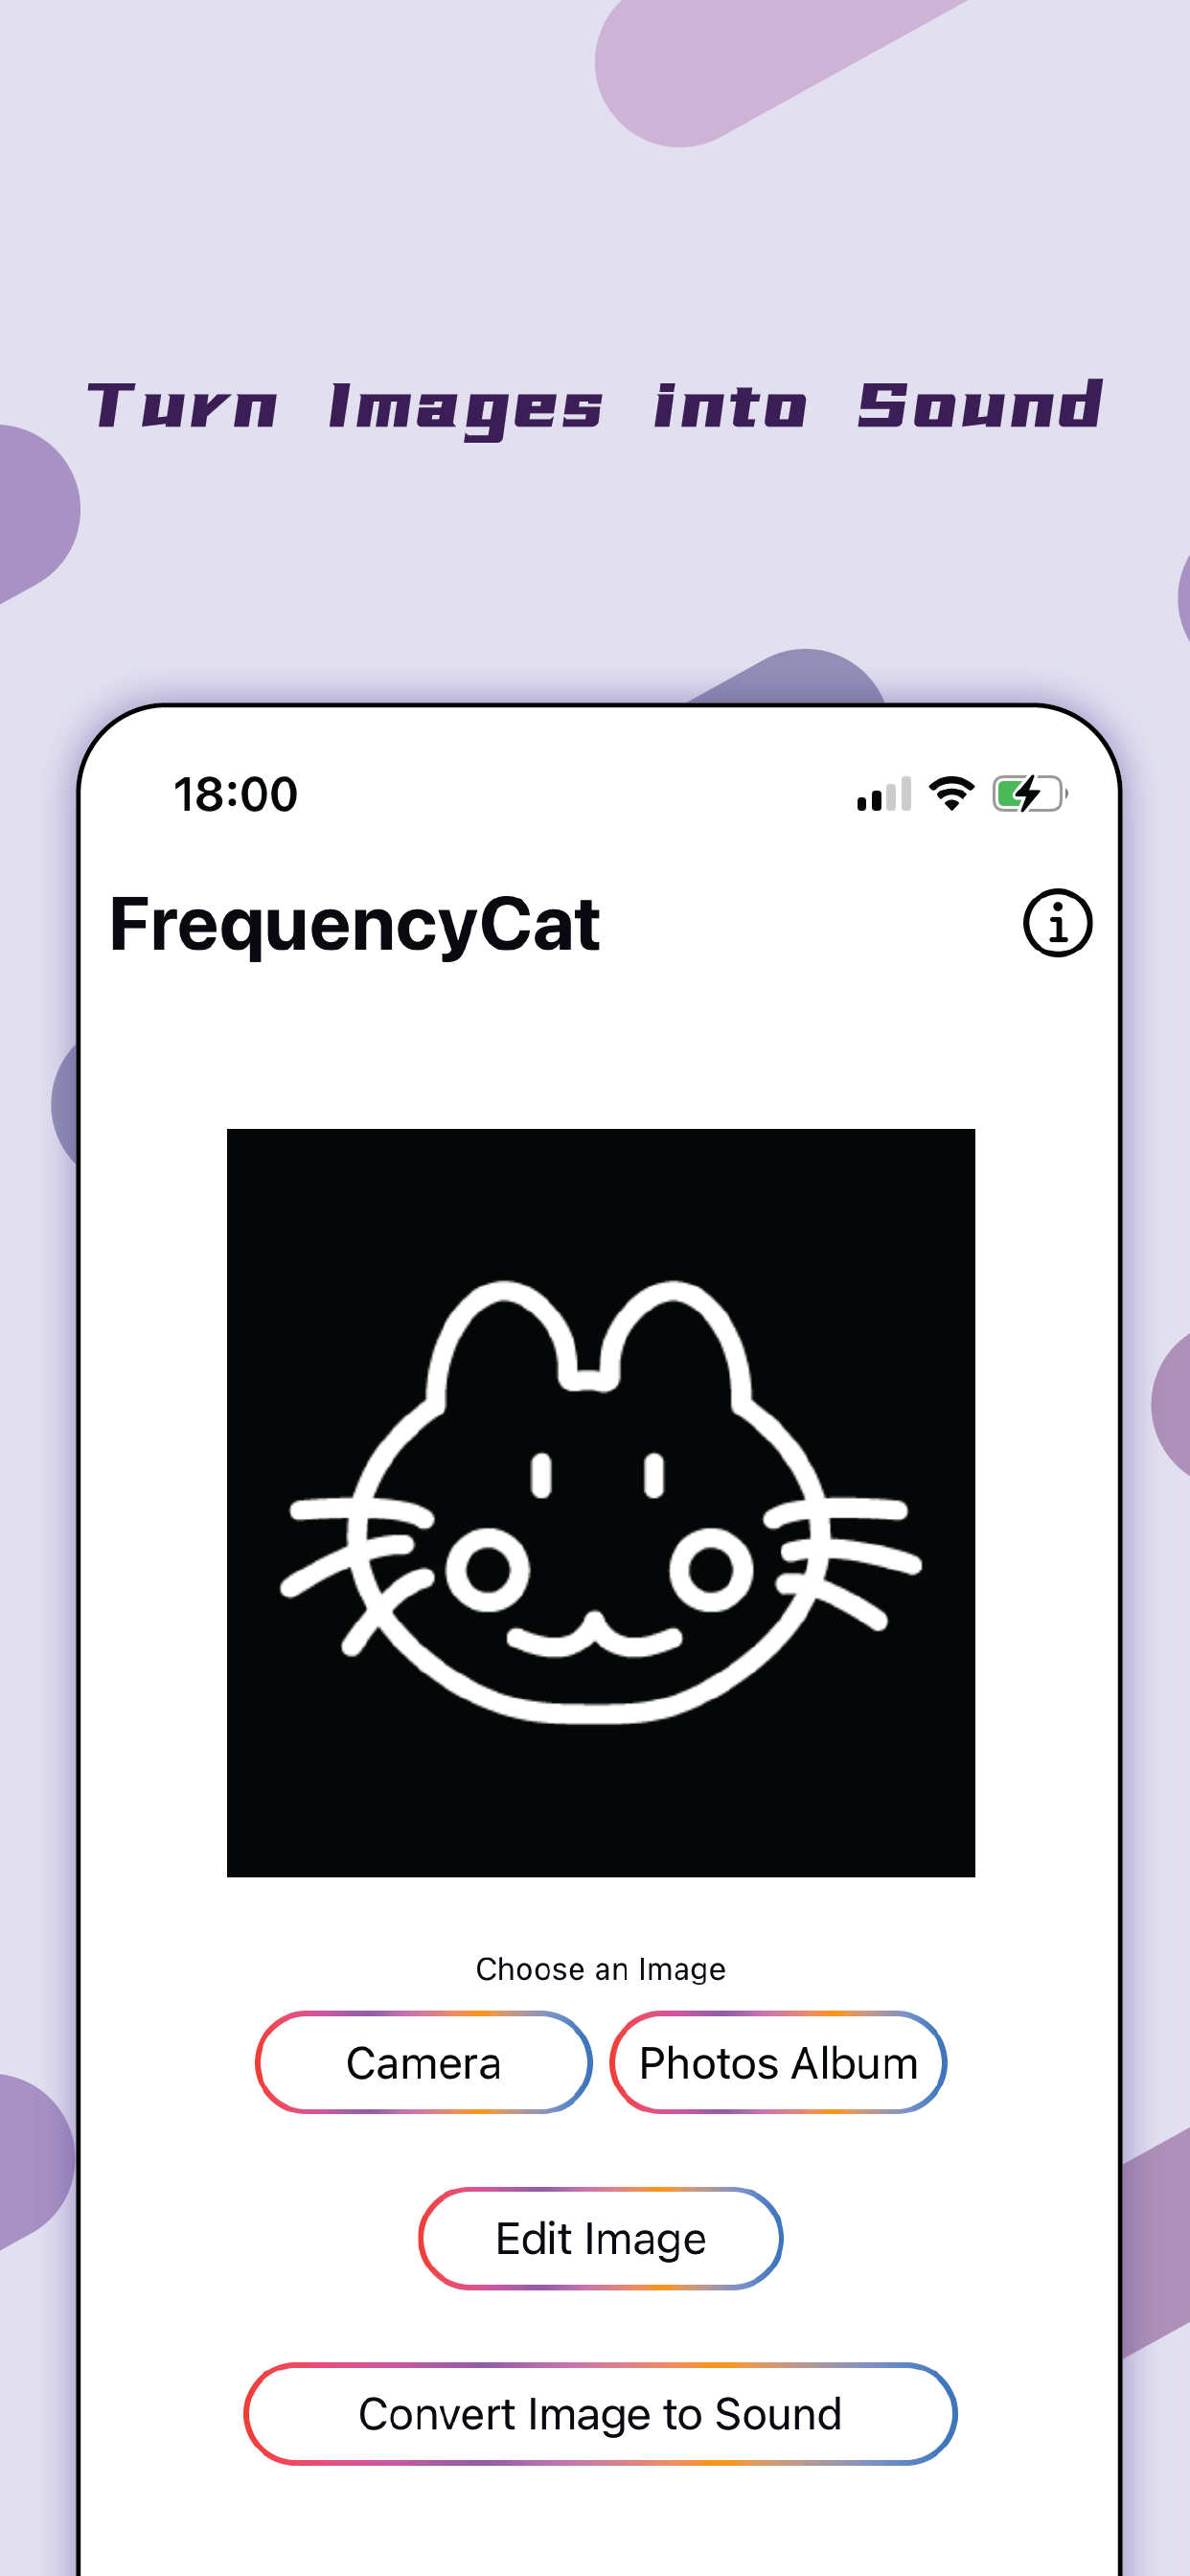 Turn Images into Sound
18:00
FrequencyCat
Choose an Image
Camera Photos Album
Edit Image
Convert Image to Sound